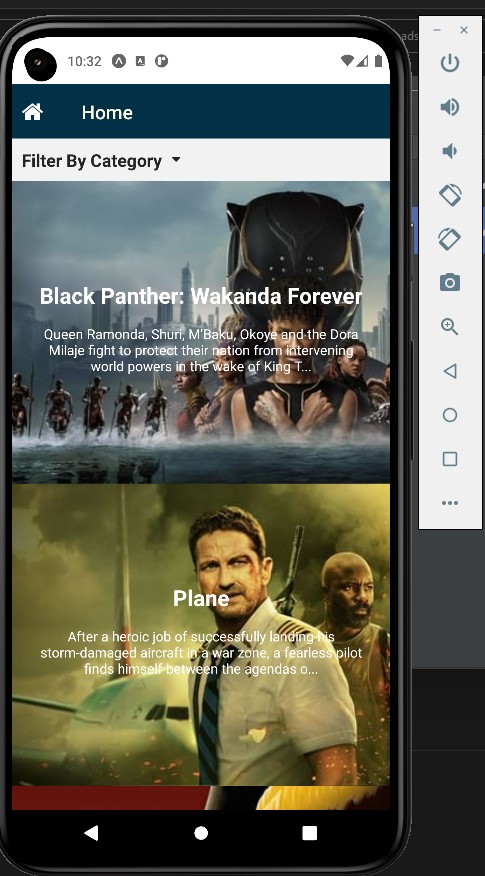 ads
10:32
Home
Filter By Category
Black Panther: Wakanda Forever
Queen Ramonda, Shuri, M'Baku, Okoye and the Dora
Milaje fight to protect their nation from intervening
world powers in the wake of King T...
Plane
After a heroic job of successfully landing his
storm-damaged aircraft in a war zone, a fearless pilot
finds himself between the agendas o...